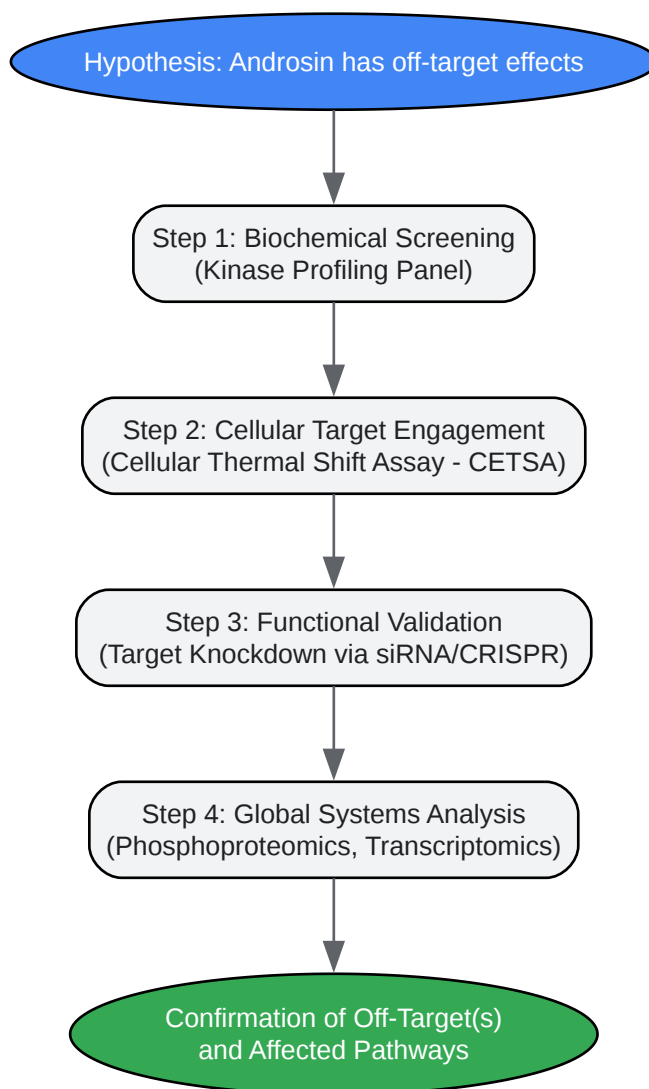 Hypothesis: Androsin has off-target effects
Step 1: Biochemical Screening
(Kinase Profiling Panel)
Step 2: Cellular Target Engagement
(Cellular Thermal Shift Assay - CETSA)
Step 3: Functional Validation
(Target Knockdown via siRNA/CRISPR)
Step 4: Global Systems Analysis
(Phosphoproteomics, Transcriptomics)
Confirmation of Off-Target(s)
and Affected Pathways